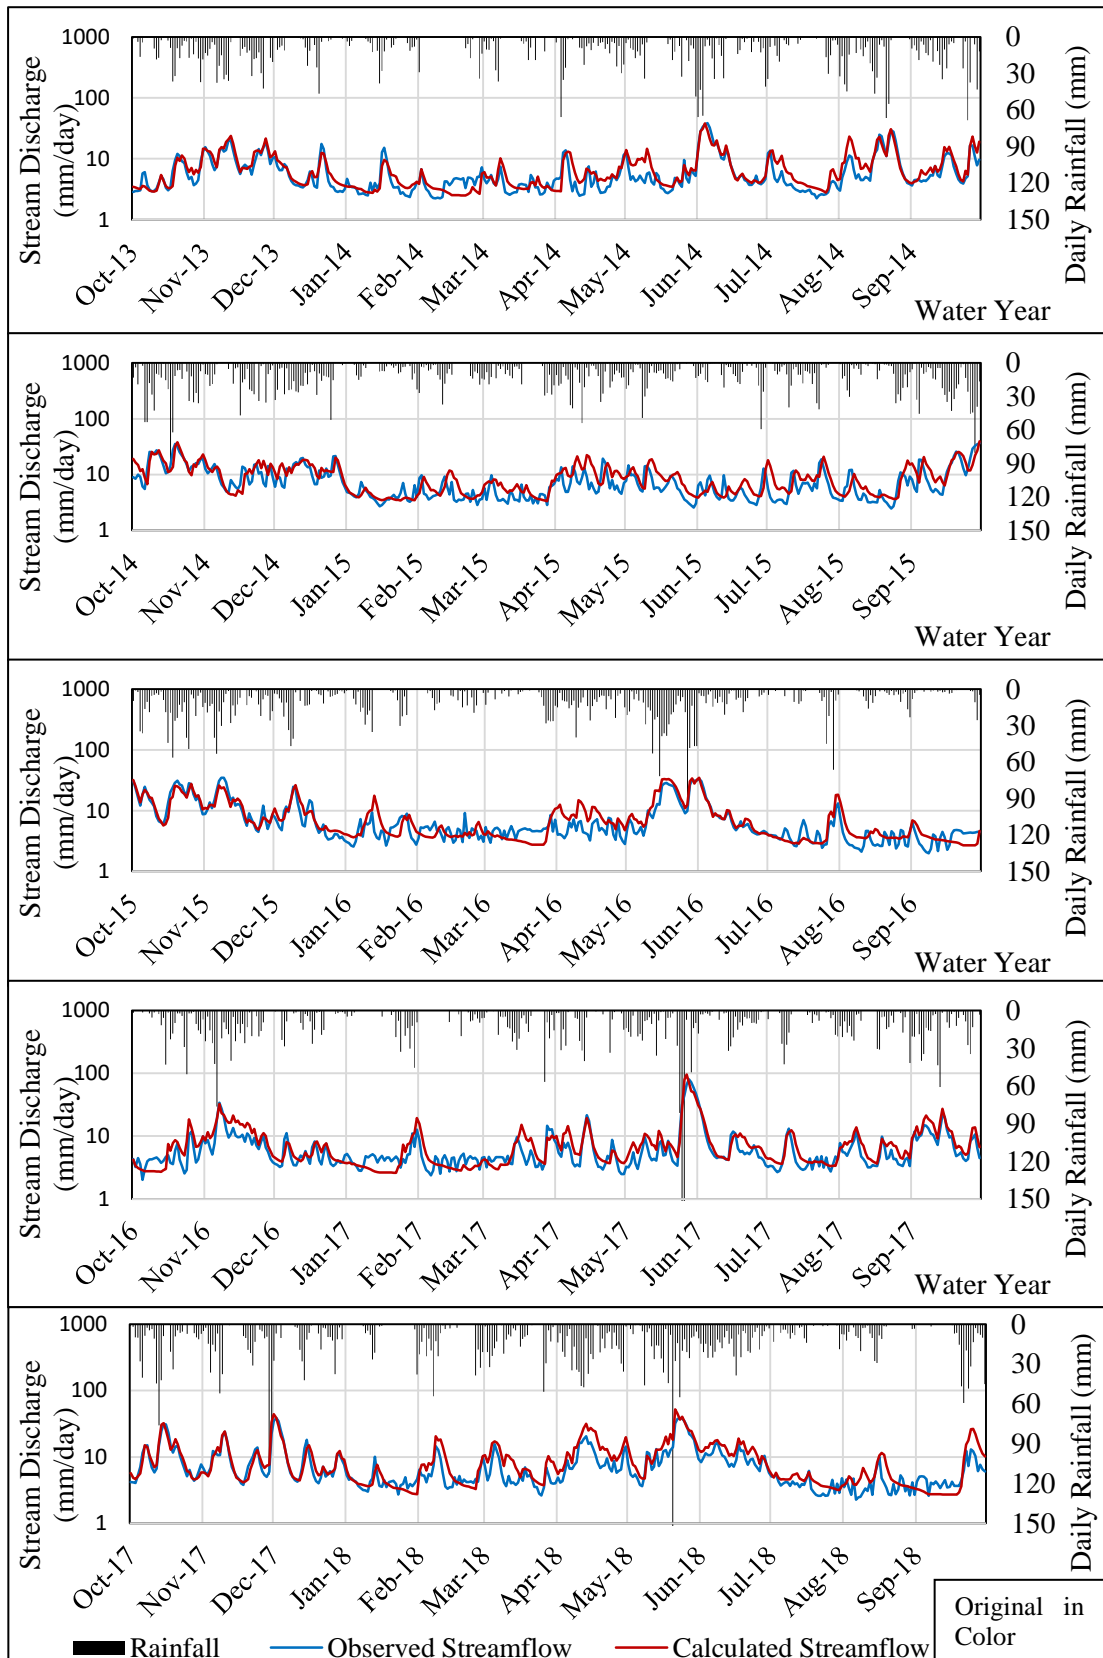 Stream Discharge
(mm/day)
1000
100
10
1
0
30
60
90
120
150
Daily Rainfall (mm)
Oct-13
Nov-13
Dec-13
Jan-14
Feb-14
Mar-14
Apr-14
May-14
Jun-14
Jul-14
Aug-14
Sep-14
Water Year
Stream Discharge
(mm/day)
1000
100
10
1
0
30
60
90
120
150
Daily Rainfall (mm
Oct-14
Nov-14
Dec-14
Jan-15
Feb-15
Mar-15
Apr-15
May-15
Jun-15
Jul-15
Aug-15
Sep-15
Water Year
Stream Discharge
(mm/day)
1000
100
10
1
0
30
60
90
120
150
Daily Rainfall (mm)
Oct-15
Nov-15
Dec-15
Jan-16
Feb-16
Mar-16
Apr-16
May-16
Jun-16
Jul-16
Aug-16
Sep-16
Water Year
Stream Discharge
(mm/day)
1000
100
10
1
0
30
60
90
120
150
Daily Rainfall (mm)
Oct-16
Nov-16
Dec-16
Jan-17
Feb-17
Mar-17
Apr-17
May-17
Jun-17
Jul-17
Aug-17
Sep-17
Water Year
Stream Discharge
(mm/day)
1000
100
10
1
0
30
60
90
120
150
Daily Rainfall (mm)
Oct-17
Nov-17
Dec-17
Jan-18
Feb-18
Mar-18
Apr-18
May-18
Jun-18
Jul-18
Aug-18
Sep-18
Original in
Color
Rainfall
Observed Streamflow
Calculated Streamflow